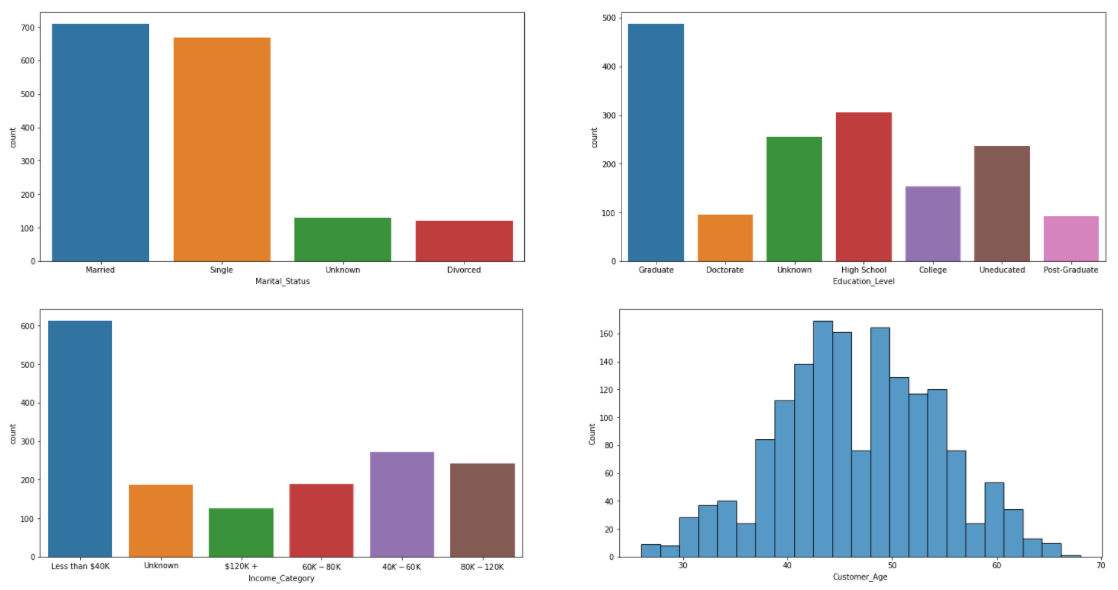 700
600
500
400
300
200
100
0
count
Married Single Unknown Divorced
Marital_Status
500
400
300
200
100
0
count
Graduate Doctorate Unknown High School College Uneducated Post-Graduate
Education_Level
600
500
400
300
200
100
0
count
Less than $40K Unknown $120K + 60K − 80K 40K − 60K 80K − 120K
Income_Category
160
140
120
100
80
60
40
20
0
Count
30 40 50 60 70
Customer_Age